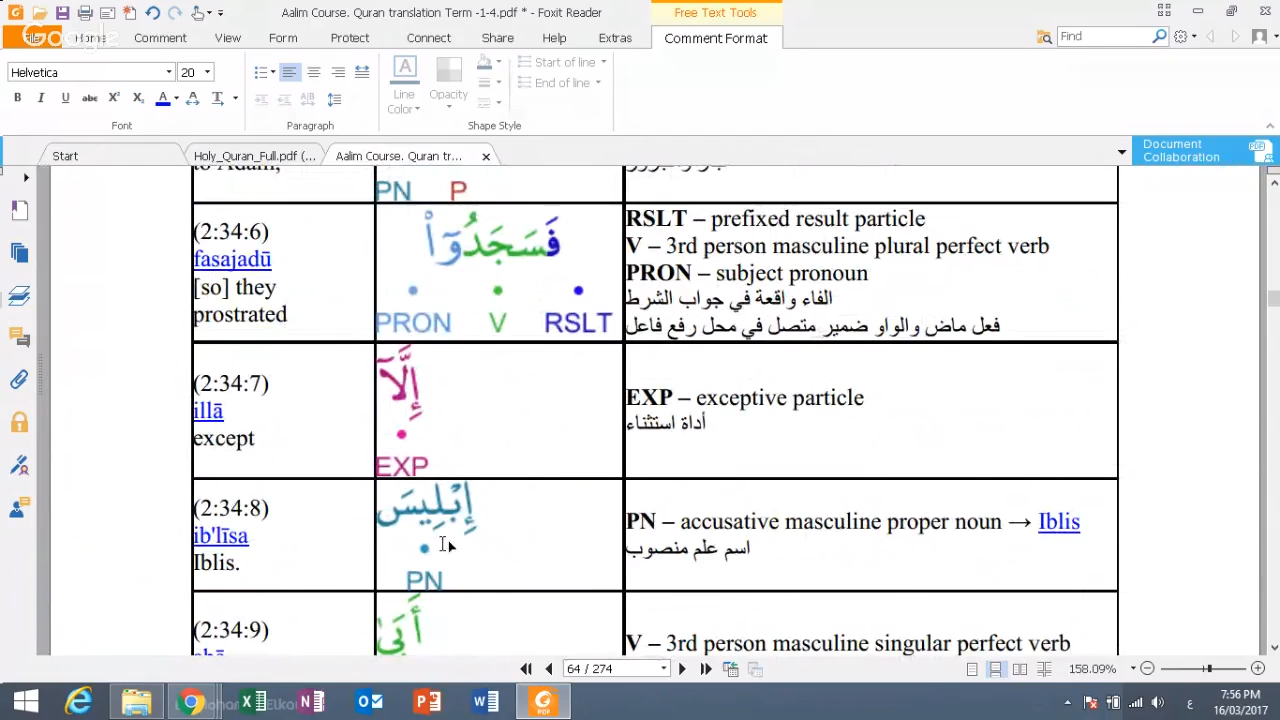 Aalim Course. Quran translation Term -1-4.pdf * - Foxit Reader
Free Text Tools
Google
File Home Comment View Form Protect Connect Share Help Extras Comment Format
Find
Helvetica 20
Start of line
End of line
Line Color
Opacity
Font
Paragraph
Shape Style
Start
Holy_Quran_Full.pdf (...
Aalim Course. Quran tra...
Document Collaboration
PN P
(2:34:6)
fasajadū
[so] they
prostrated
فَسَجَدُوٓا۟
PRON V RSLT
RSLT – prefixed result particle
V – 3rd person masculine plural perfect verb
PRON – subject pronoun
الفاء واقعة في جواب الشرط
فعل ماض والواو ضمير متصل في محل رفع فاعل
(2:34:7)
illā
except
إِلَّآ
EXP
EXP – exceptive particle
أداة استثناء
(2:34:8)
ib'līsa
Iblis.
إِبْلِيسَ
PN
PN – accusative masculine proper noun → Iblis
اسم علم منصوب
(2:34:9)
أَبَىٰ
V – 3rd person masculine singular perfect verb
64 / 274
158.09%
7:56 PM
16/03/2017